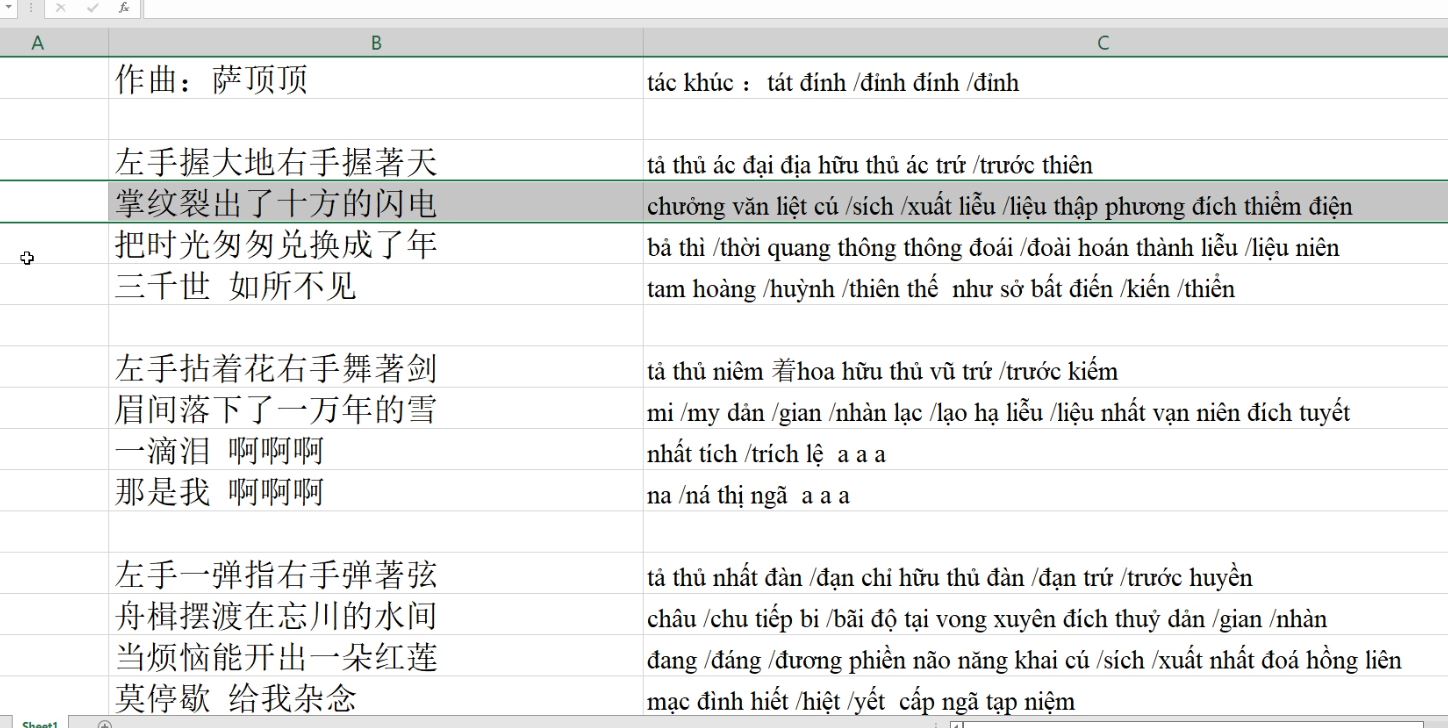 fx
A B C
作曲：萨顶顶 tác khúc ： tát đính /đỉnh đính /đỉnh
左手握大地右手握著天 tả thủ ác đại địa hữu thủ ác trứ /trước thiên
掌纹裂出了十方的闪电 chưởng văn liệt cú /sích /xuất liễu /liệu thập phương đích thiểm điện
把时光匆匆兑换成了年 bả thì /thời quang thông thông đoái /đoài hoán thành liễu /liệu niên
三千世 如所不见 tam hoàng /huỳnh /thiên thế như sở bất điến /kiến /thiển
左手拈着花右手舞著剑 tả thủ niêm 着hoa hữu thủ vũ trứ /trước kiếm
眉间落下了一万年的雪 mi /my dản /gian /nhàn lạc /lạo hạ liễu /liệu nhất vạn niên đích tuyết
一滴泪 啊啊啊 nhất tích /trích lệ a a a
那是我 啊啊啊 na /ná thị ngã a a a
左手一弹指右手弹著弦 tả thủ nhất đàn /đạn chỉ hữu thủ đàn /đạn trứ /trước huyền
舟楫摆渡在忘川的水间 châu /chu tiếp bi /bãi độ tại vong xuyên đích thuỷ dản /gian /nhàn
当烦恼能开出一朵红莲 đang /đáng /đương phiền não năng khai cú /sích /xuất nhất đoá hồng liên
莫停歇 给我杂念 mạc đình hiết /hiệt /yết cấp ngã tạp niệm
Sheet1